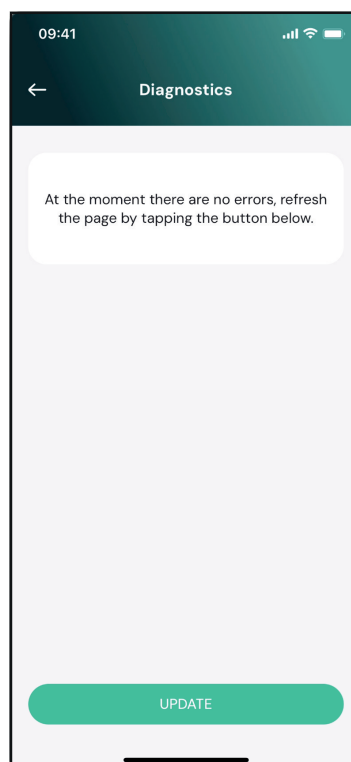 09:41
Diagnostics
At the moment there are no errors, refresh
the page by tapping the button below.
UPDATE